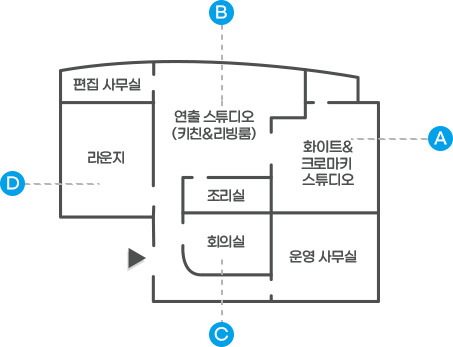 B
편집 사무실
연출 스튜디오
(키친&리빙룸)
A
화이트&
크로마키
스튜디오
라운지
D
조리실
회의실
운영 사무실
C